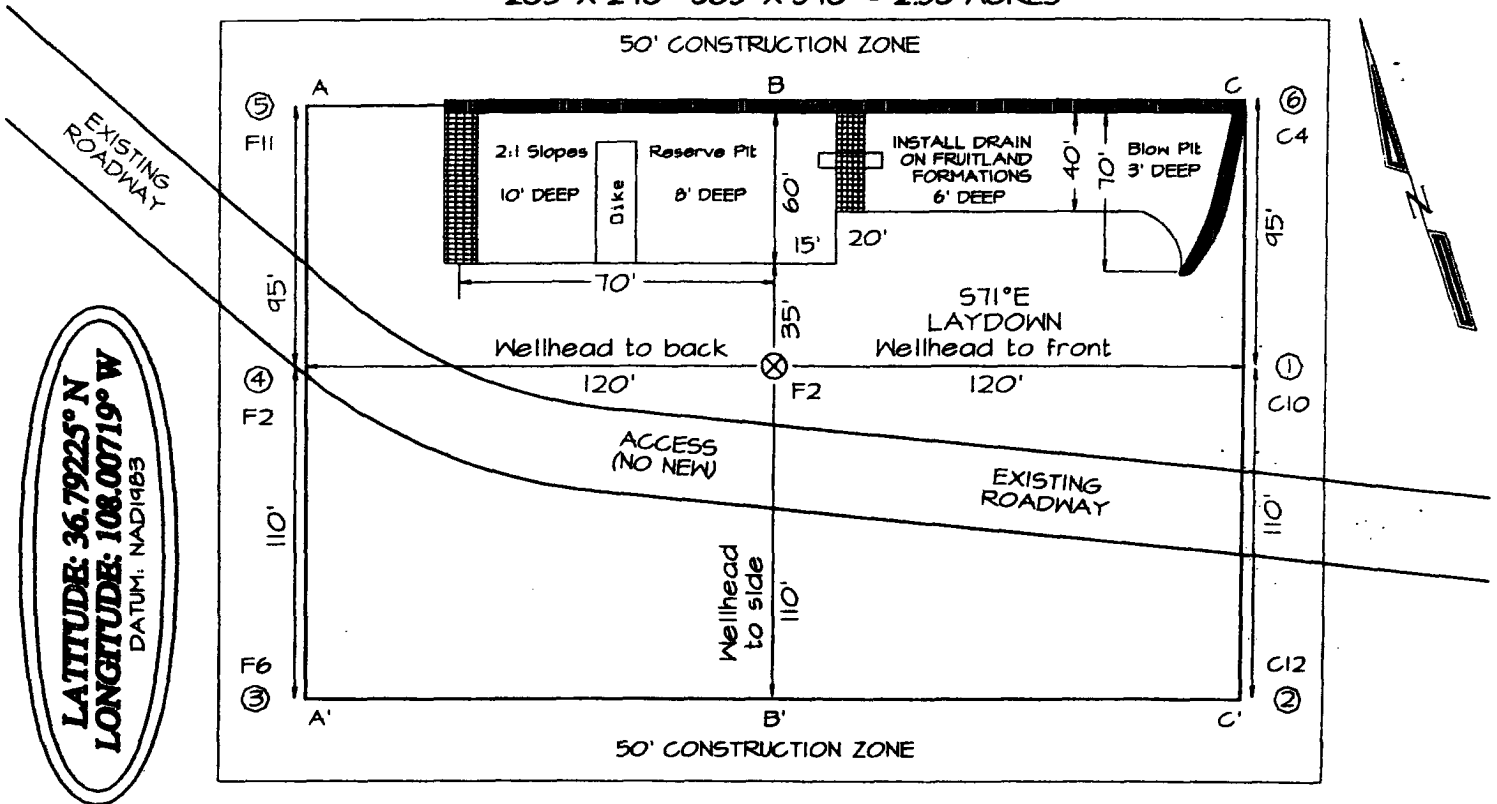 50' CONSTRUCTION ZONE
A
B
C
⑤
⑥
F11
C4
EXISTING
ROADWAY
2:1 Slopes
10' DEEP
Dike
Reserve Pit
8' DEEP
60'
INSTALL DRAIN
ON FRUITLAND
FORMATIONS
6' DEEP
40'
70'
Blow Pit
3' DEEP
N
15'
20'
95'
95'
70'
35'
S71°E
LAYDOWN
Wellhead to back
Wellhead to front
④
①
120'
120'
F2
F2
C10
LATITUDE: 36.79225° N
LONGITUDE: 108.00719° W
DATUM: NAD1983
ACCESS
(NO NEW)
EXISTING
ROADWAY
110'
110'
Wellhead
to side
110'
F6
C12
③
②
A'
B'
C'
50' CONSTRUCTION ZONE